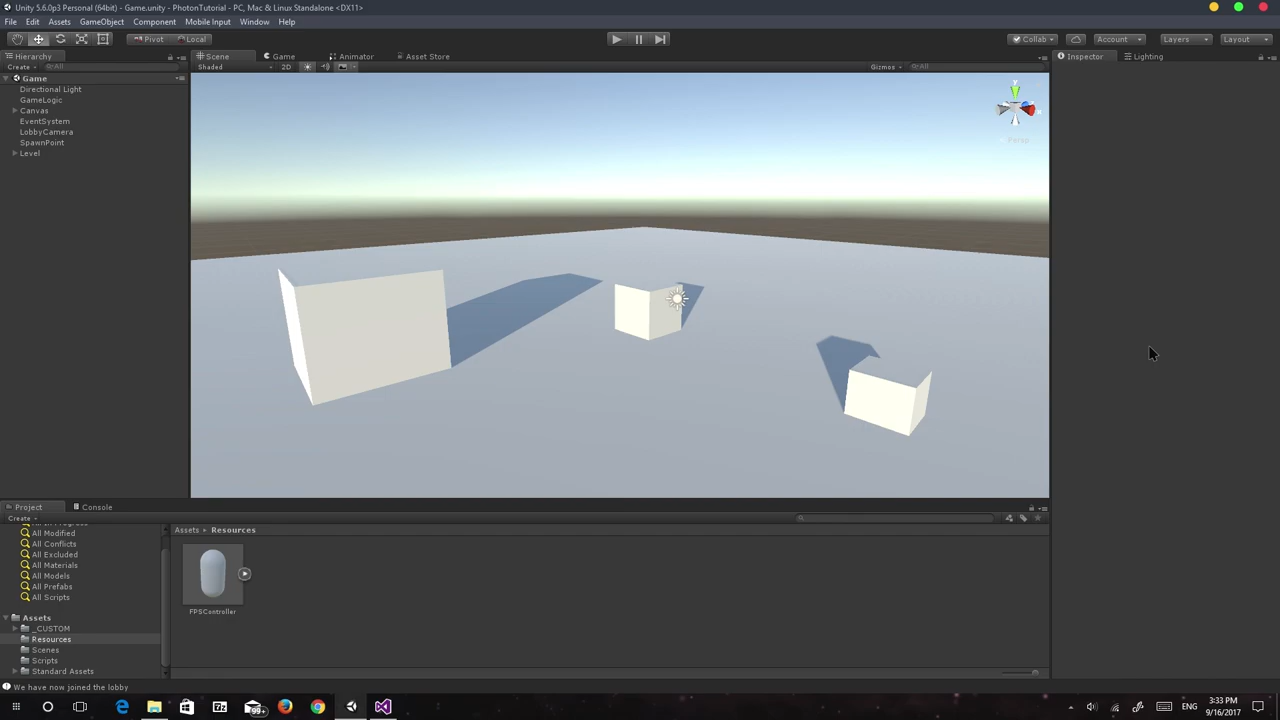 Unity 5.6.0p3 Personal (64bit) - Game.unity - PhotonTutorial - PC, Mac & Linux Standalone <DX11>
File Edit Assets GameObject Component Mobile Input Window Help
Pivot Local Collab Account Layers Layout
Hierarchy Scene Game Animator Asset Store Inspector Lighting
Create All Shaded 2D Gizmos All
Game
Directional Light
GameLogic
Canvas
EventSystem
LobbyCamera
SpawnPoint
Level
y
x
Persp
Project Console
Create
Assets Resources
All Modified
All Conflicts
All Excluded
All Materials
All Models
All Prefabs
All Scripts
FPSController
Assets
_CUSTOM
Resources
Scenes
Scripts
Standard Assets
We have now joined the lobby
99+
ENG
3:33 PM
9/16/2017